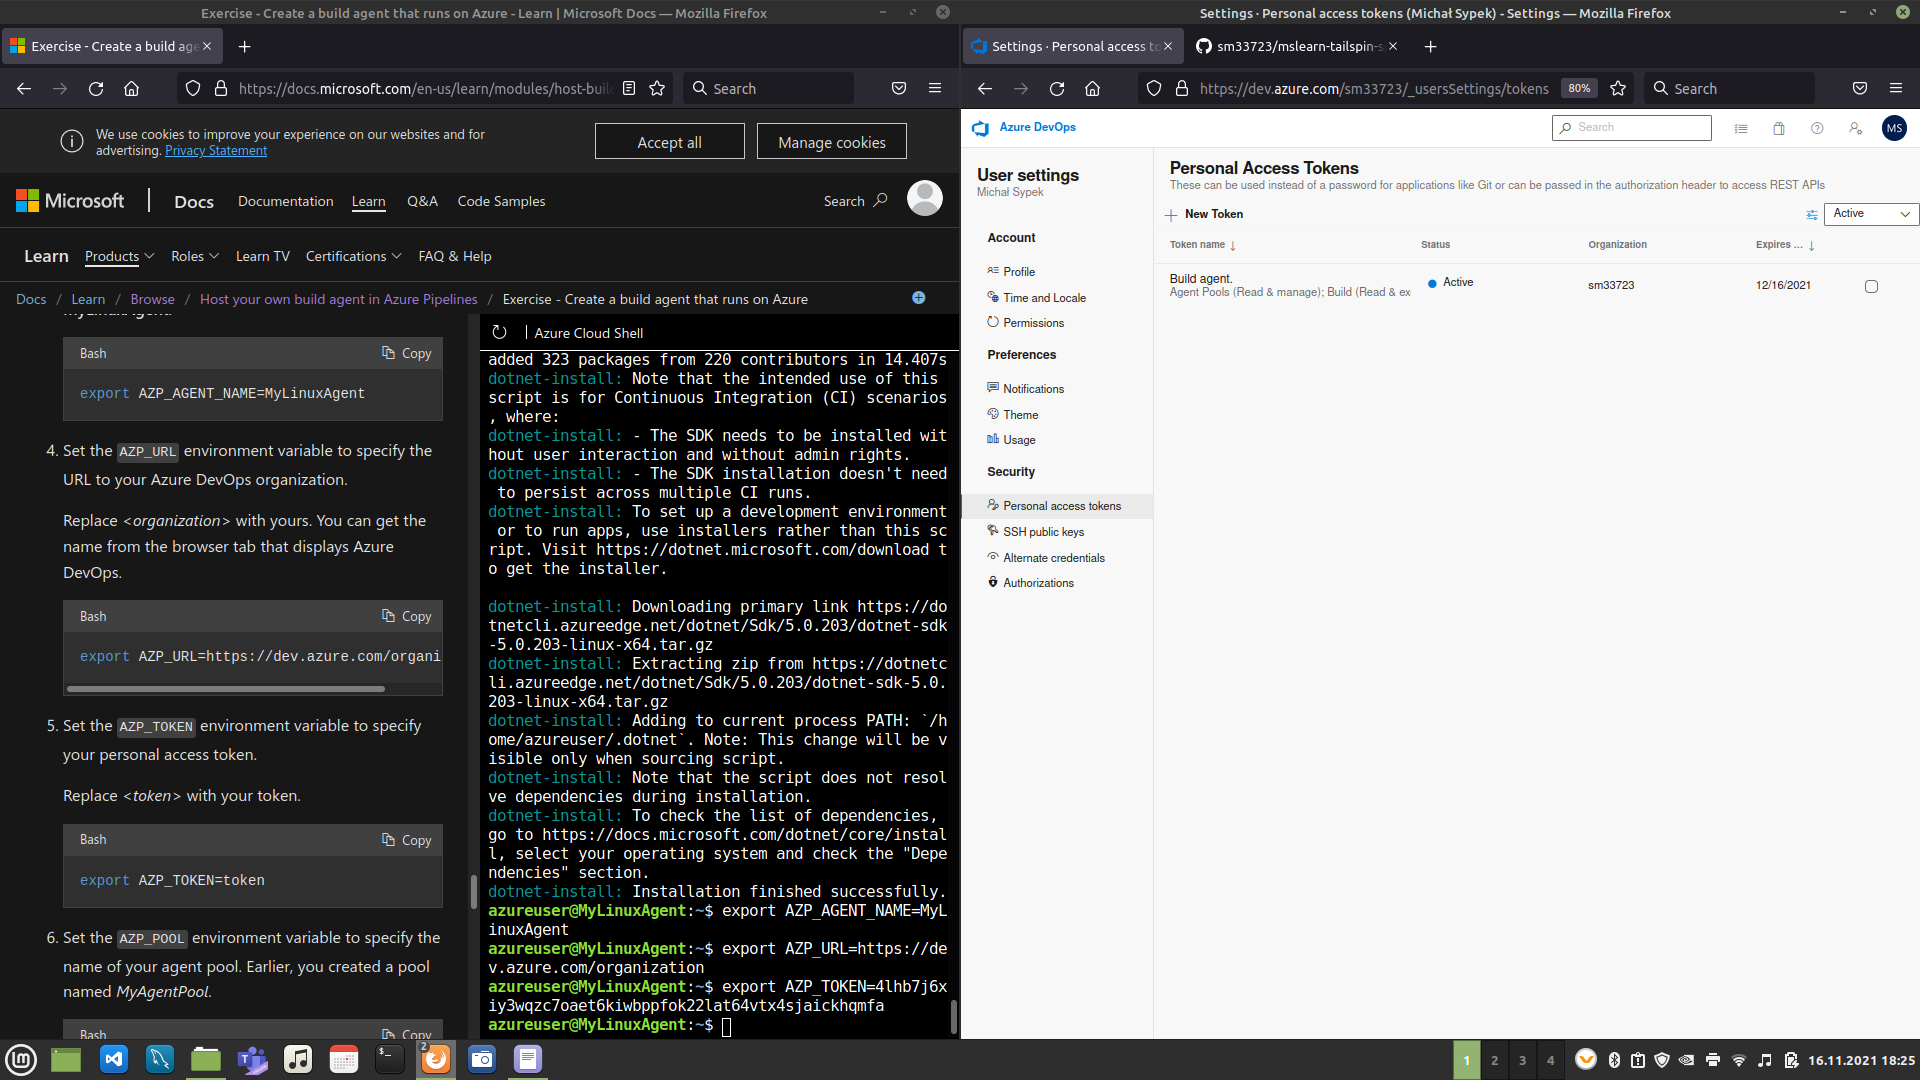 Exercise - Create a build agent that runs on Azure - Learn | Microsoft Docs — Mozilla Firefox
Exercise - Create a build age
https://docs.microsoft.com/en-us/learn/modules/host-buil
Search
We use cookies to improve your experience on our websites and for
advertising. Privacy Statement
Accept all
Manage cookies
Microsoft
Docs
Documentation
Learn
Q&A
Code Samples
Search
Learn
Products
Roles
Learn TV
Certifications
FAQ & Help
Docs / Learn / Browse / Host your own build agent in Azure Pipelines / Exercise - Create a build agent that runs on Azure
MyLinuxAgent.
Bash
Copy
export AZP_AGENT_NAME=MyLinuxAgent
4. Set the AZP_URL environment variable to specify the
URL to your Azure DevOps organization.
Replace <organization> with yours. You can get the
name from the browser tab that displays Azure
DevOps.
Bash
Copy
export AZP_URL=https://dev.azure.com/organi
5. Set the AZP_TOKEN environment variable to specify
your personal access token.
Replace <token> with your token.
Bash
Copy
export AZP_TOKEN=token
6. Set the AZP_POOL environment variable to specify the
name of your agent pool. Earlier, you created a pool
named MyAgentPool.
Bash
Copy
Azure Cloud Shell
added 323 packages from 220 contributors in 14.407s
dotnet-install: Note that the intended use of this
script is for Continuous Integration (CI) scenarios
, where:
dotnet-install: - The SDK needs to be installed wit
hout user interaction and without admin rights.
dotnet-install: - The SDK installation doesn't need
to persist across multiple CI runs.
dotnet-install: To set up a development environment
or to run apps, use installers rather than this sc
ript. Visit https://dotnet.microsoft.com/download t
o get the installer.
dotnet-install: Downloading primary link https://do
tnetcli.azureedge.net/dotnet/Sdk/5.0.203/dotnet-sdk
-5.0.203-linux-x64.tar.gz
dotnet-install: Extracting zip from https://dotnetc
li.azureedge.net/dotnet/Sdk/5.0.203/dotnet-sdk-5.0.
203-linux-x64.tar.gz
dotnet-install: Adding to current process PATH: `/h
ome/azureuser/.dotnet`. Note: This change will be v
isible only when sourcing script.
dotnet-install: Note that the script does not resol
ve dependencies during installation.
dotnet-install: To check the list of dependencies,
go to https://docs.microsoft.com/dotnet/core/instal
l, select your operating system and check the "Depe
ndencies" section.
dotnet-install: Installation finished successfully.
azureuser@MyLinuxAgent:~$ export AZP_AGENT_NAME=MyL
inuxAgent
azureuser@MyLinuxAgent:~$ export AZP_URL=https://de
v.azure.com/organization
azureuser@MyLinuxAgent:~$ export AZP_TOKEN=4lhb7j6x
iy3wqzc7oaet6kiwbppfok22lat64vtx4sjaickhqmfa
azureuser@MyLinuxAgent:~$
Settings · Personal access tokens (Michał Sypek) - Settings — Mozilla Firefox
Settings · Personal access to
sm33723/mslearn-tailspin-s
https://dev.azure.com/sm33723/_usersSettings/tokens
80%
Search
Azure DevOps
Search
MS
User settings
Michał Sypek
Account
Profile
Time and Locale
Permissions
Preferences
Notifications
Theme
Usage
Security
Personal access tokens
SSH public keys
Alternate credentials
Authorizations
Personal Access Tokens
These can be used instead of a password for applications like Git or can be passed in the authorization header to access REST APIs
New Token
Active
Token name
Status
Organization
Expires ...
Build agent.
Agent Pools (Read & manage); Build (Read & ex
Active
sm33723
12/16/2021
2
1 2 3 4
16.11.2021 18:25